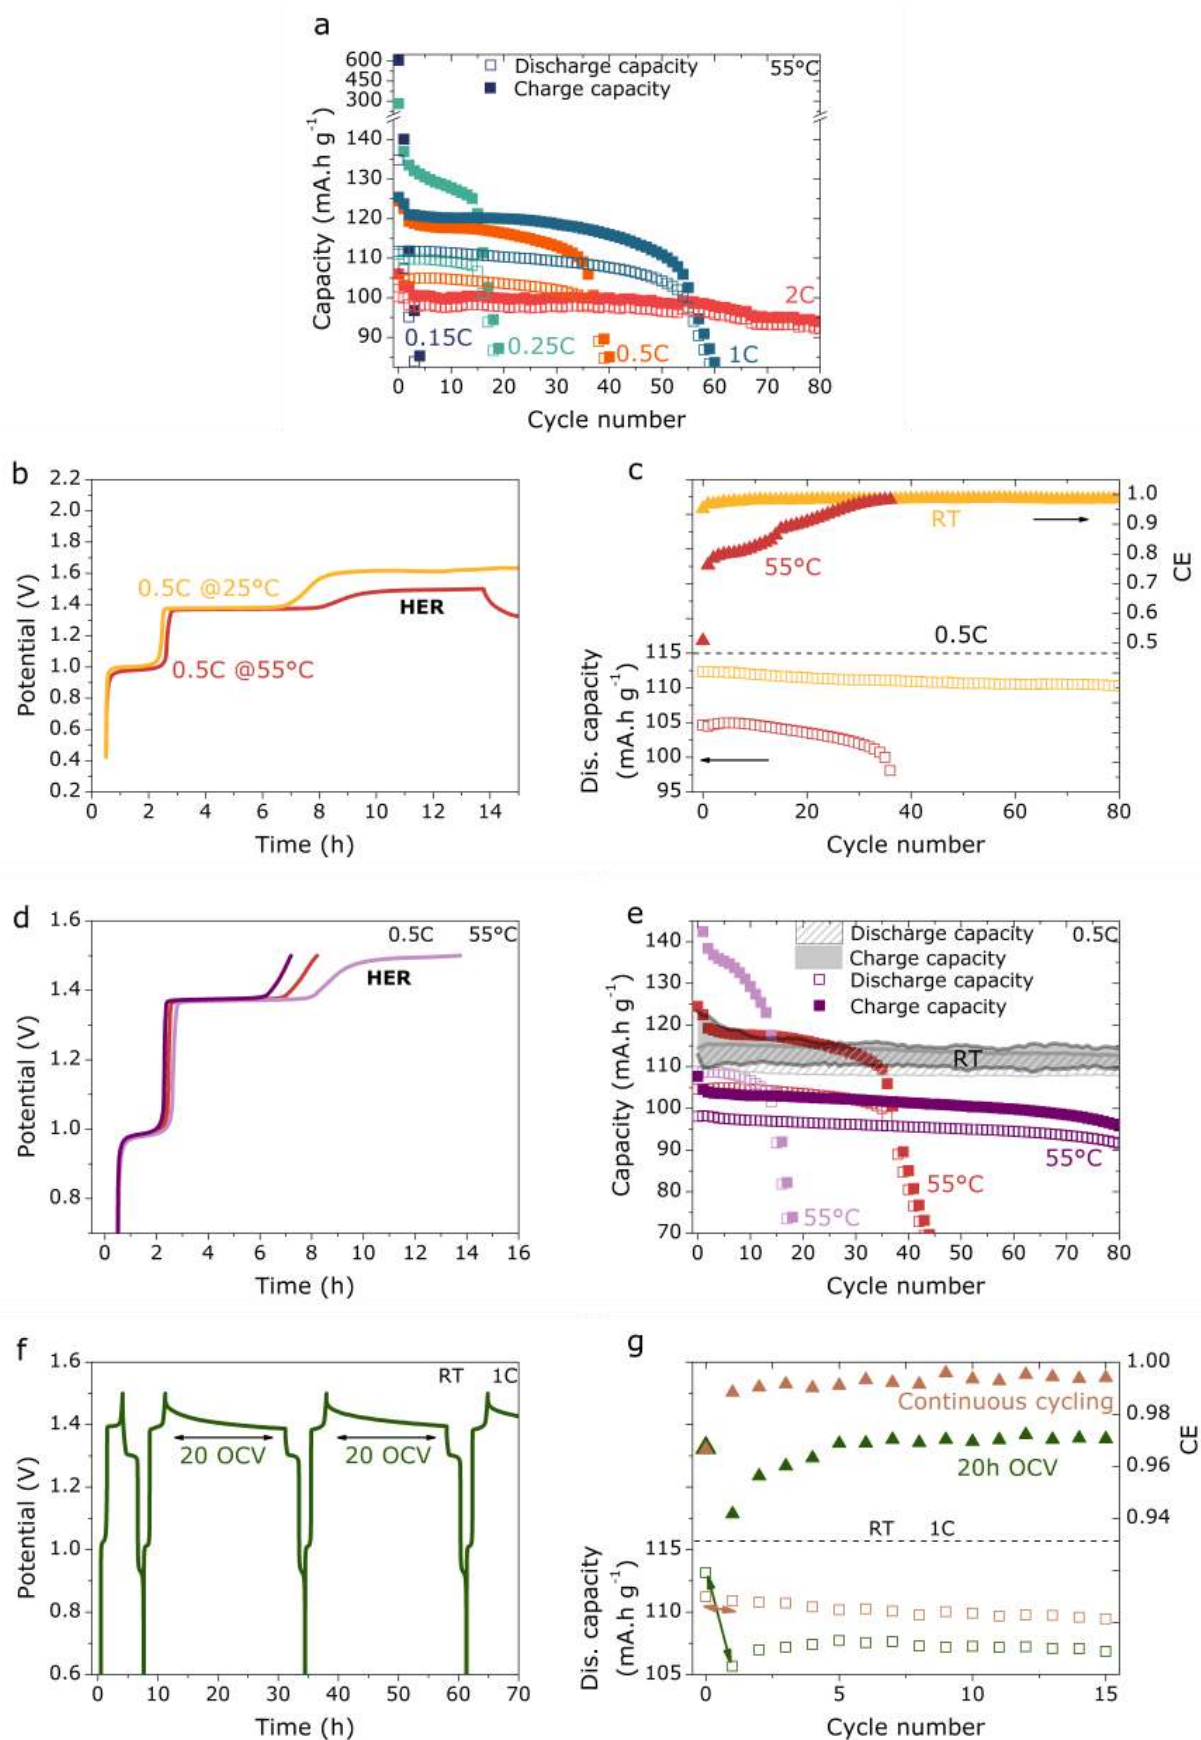 a
Discharge capacity 55°C
Charge capacity
600
450
300
140
130
120
110
100
90
Capacity (mA.h g-1)
0.15C 0.25C 0.5C 1C 2C
0 10 20 30 40 50 60 70 80
Cycle number
b
2.2
2.0
1.8
1.6
1.4
1.2
1.0
0.8
0.6
0.4
0.2
Potential (V)
0.5C @25°C
HER
0.5C @55°C
0 2 4 6 8 10 12 14
Time (h)
c
1.0
0.9
0.8
0.7
0.6
0.5
CE
RT
55°C
0.5C
115
110
105
100
95
Dis. capacity
(mA.h g-1)
0 20 40 60 80
Cycle number
d
1.6
1.4
1.2
1.0
0.8
Potential (V)
0.5C 55°C
HER
0 2 4 6 8 10 12 14 16
Time (h)
e
Discharge capacity 0.5C
Charge capacity
Discharge capacity
Charge capacity
140
130
120
110
100
90
80
70
Capacity (mA.h g-1)
RT
55°C
55°C
55°C
0 10 20 30 40 50 60 70 80
Cycle number
f
1.6
1.4
1.2
1.0
0.8
0.6
Potential (V)
RT 1C
20 OCV 20 OCV
0 10 20 30 40 50 60 70
Time (h)
g
1.00
0.98
0.96
0.94
CE
Continuous cycling
20h OCV
RT 1C
115
110
105
Dis. capacity
(mA.h g-1)
0 5 10 15
Cycle number